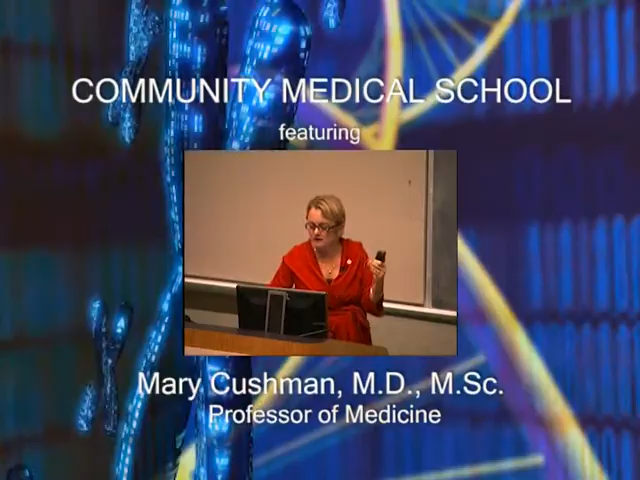 COMMUNITY MEDICAL SCHOOL
featuring
Mary Cushman, M.D., M.Sc.
Professor of Medicine